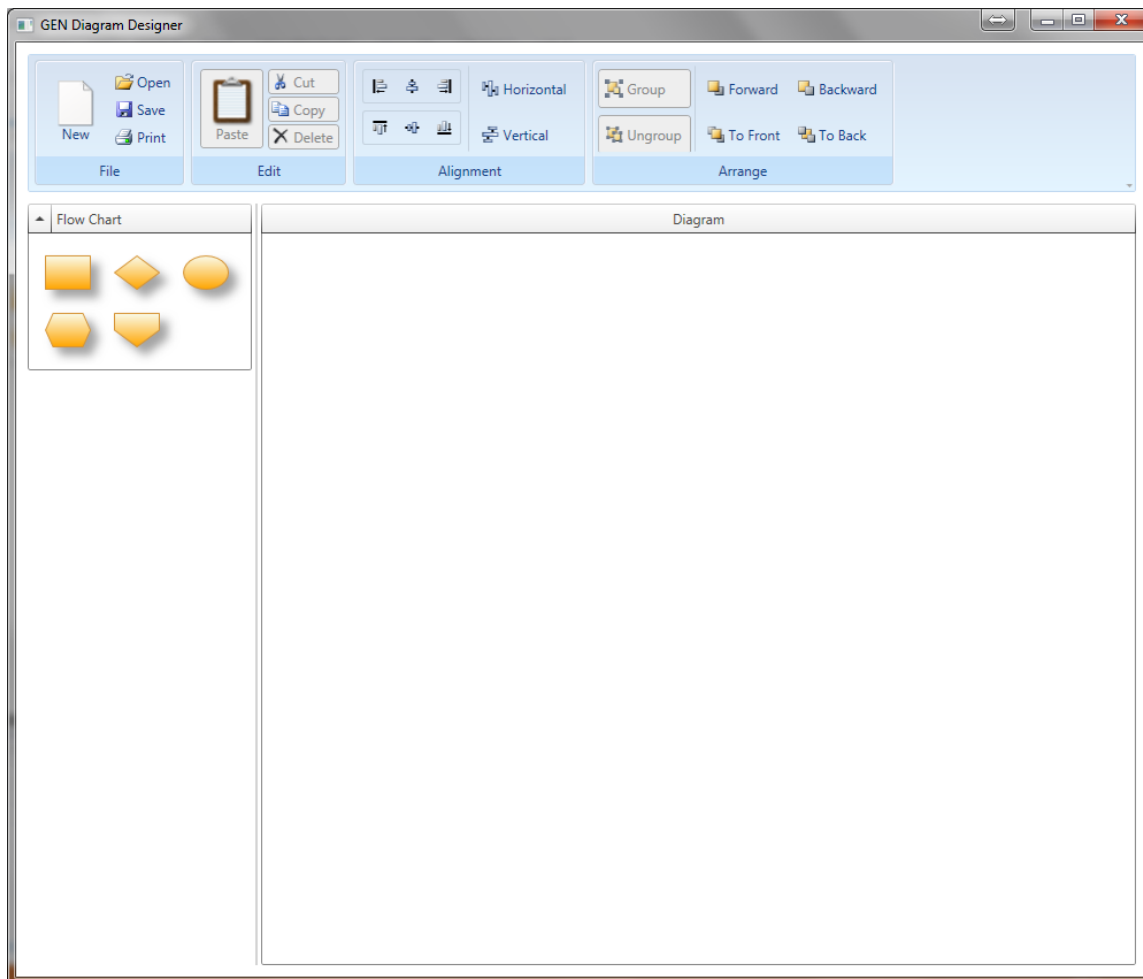 GEN Diagram Designer
New
Open
Save
Print
File
Paste
Cut
Copy
Delete
Edit
Horizontal
Vertical
Alignment
Group
Ungroup
Forward
Backward
To Front
To Back
Arrange
Flow Chart
Diagram